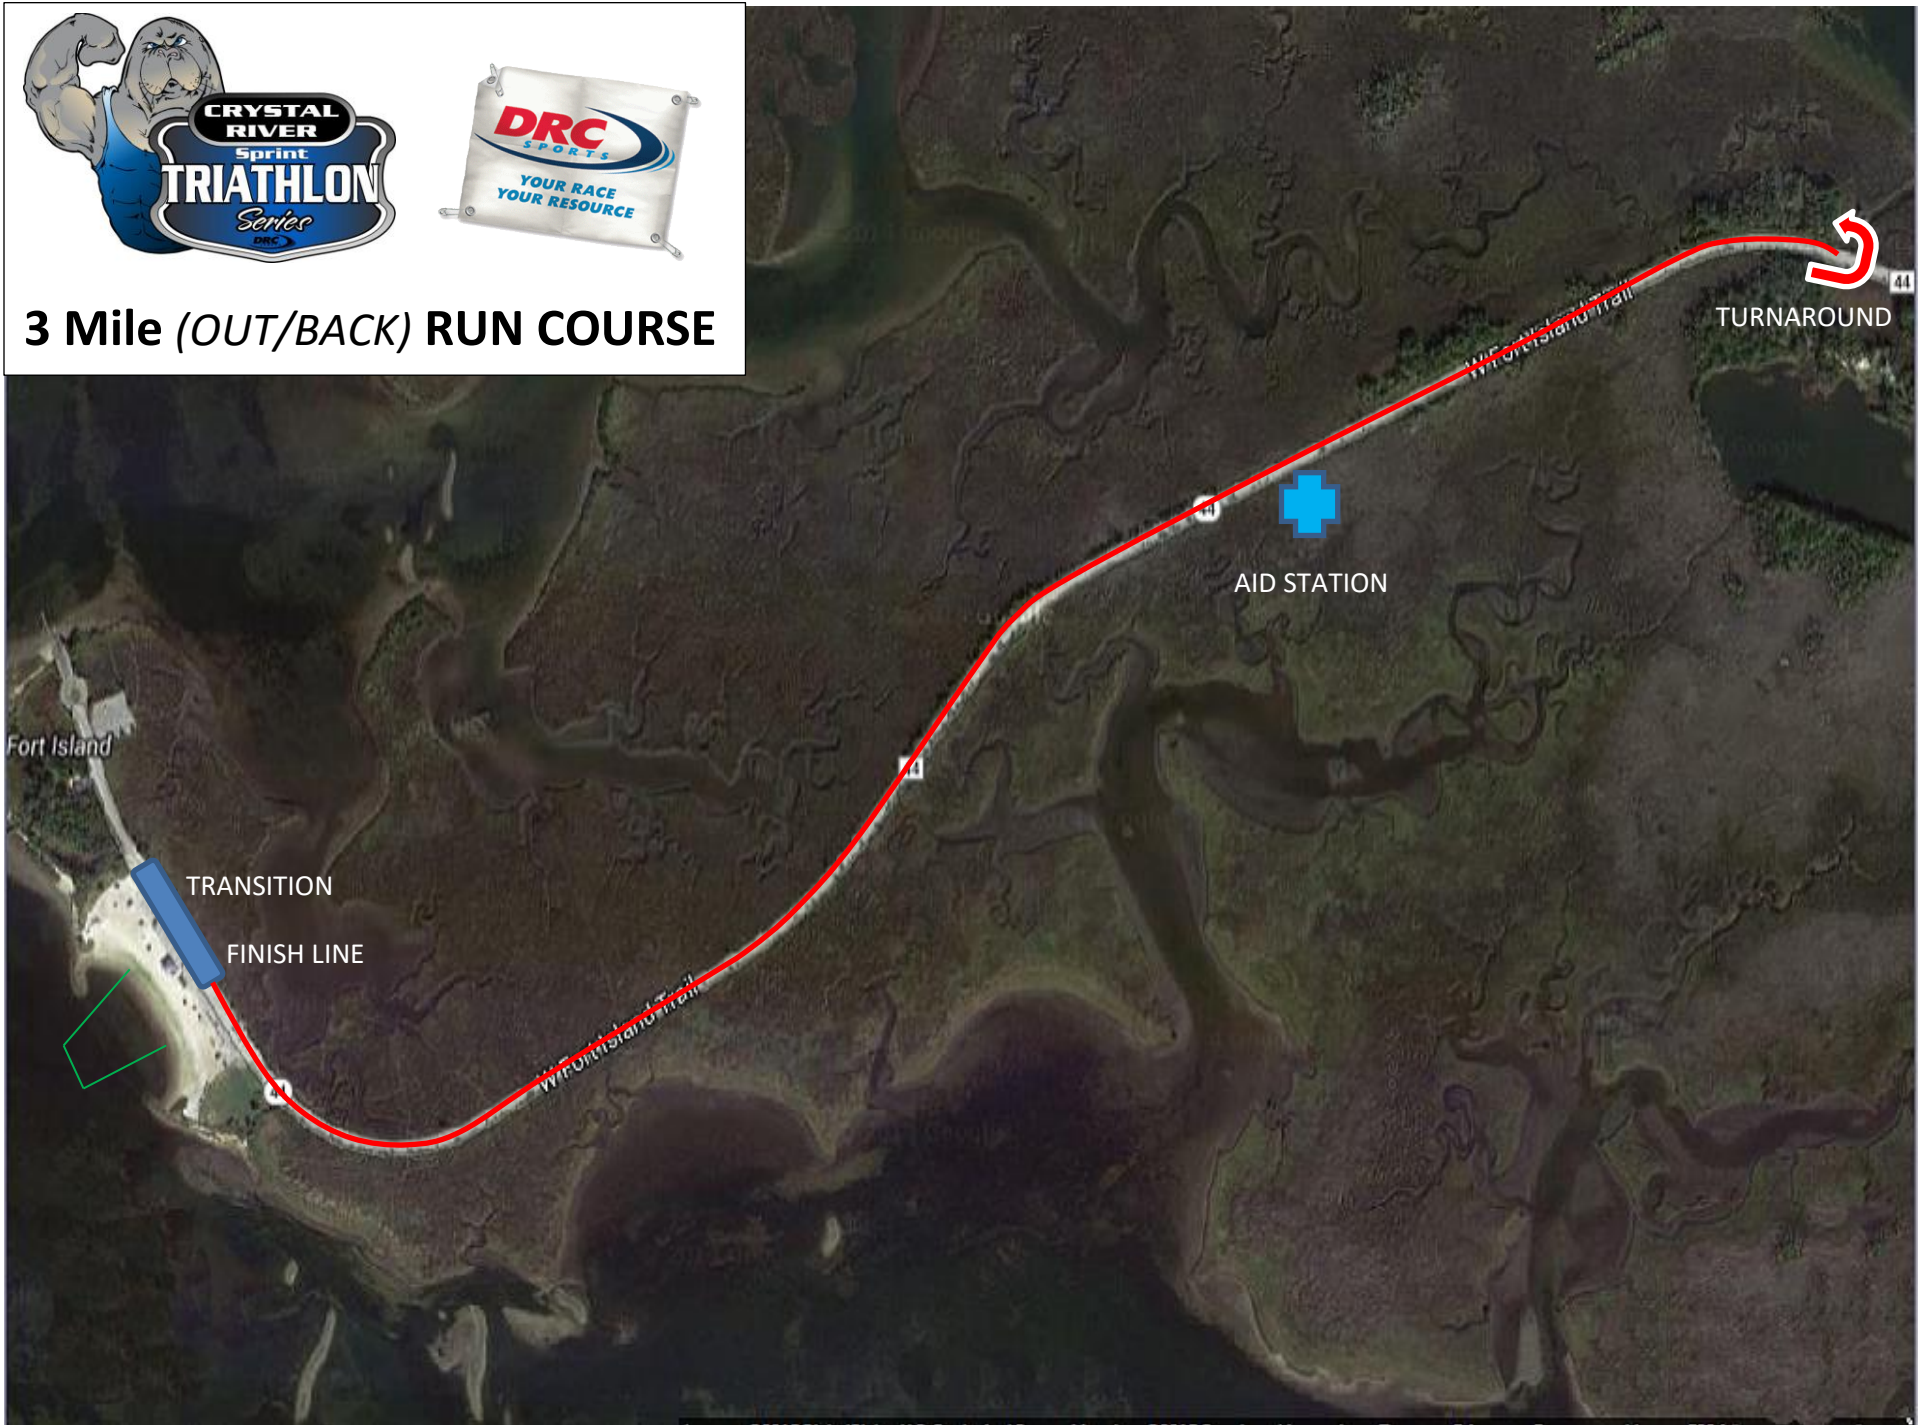 CRYSTAL
RIVER
Sprint
TRIATHLON
Series
DRC
DRC
SPORTS
YOUR RACE
YOUR RESOURCE
3 Mile (OUT/BACK) RUN COURSE
44
TURNAROUND
W Fort Island Trail
44
AID STATION
Fort Island
44
TRANSITION
FINISH LINE
W Fort Island Trail
44